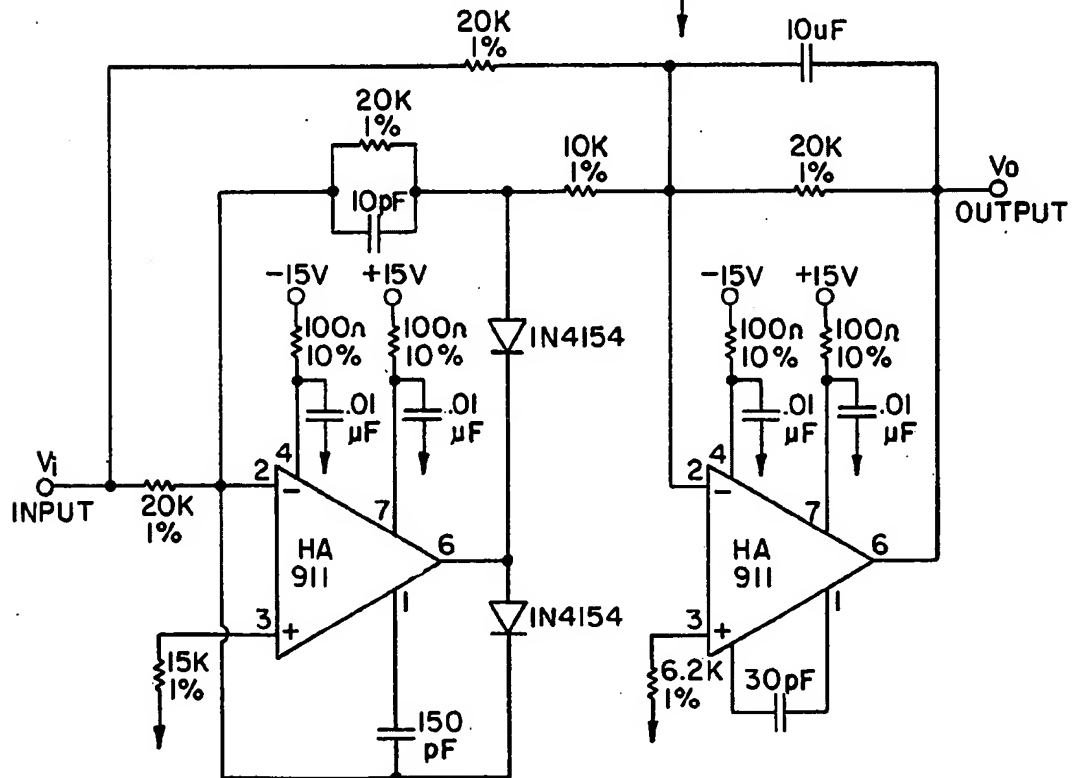 20K
1%
10uF
20K
1%
10K
1%
20K
1%
Vo
OUTPUT
10pF
-15V
+15V
100n
10%
100n
10%
1N4154
-15V
+15V
100n
10%
100n
10%
.01
µF
.01
µF
.01
µF
.01
µF
Vi
INPUT
20K
1%
2
4
-
7
HA
911
6
3
+
1
1N4154
15K
1%
150
pF
2
4
-
7
HA
911
6
3
+
1
6.2K
1%
30pF